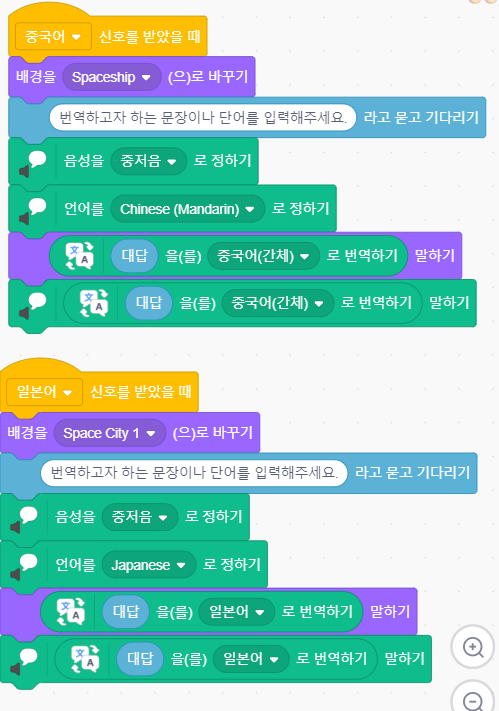 중국어 신호를 받았을 때
배경을 Spaceship (으)로 바꾸기
번역하고자 하는 문장이나 단어를 입력해주세요. 라고 묻고 기다리기
음성을 중저음 로 정하기
언어를 Chinese (Mandarin) 로 정하기
대답 을(를) 중국어(간체) 로 번역하기 말하기
대답 을(를) 중국어(간체) 로 번역하기 말하기
일본어 신호를 받았을 때
배경을 Space City 1 (으)로 바꾸기
번역하고자 하는 문장이나 단어를 입력해주세요. 라고 묻고 기다리기
음성을 중저음 로 정하기
언어를 Japanese 로 정하기
대답 을(를) 일본어 로 번역하기 말하기
대답 을(를) 일본어 로 번역하기 말하기